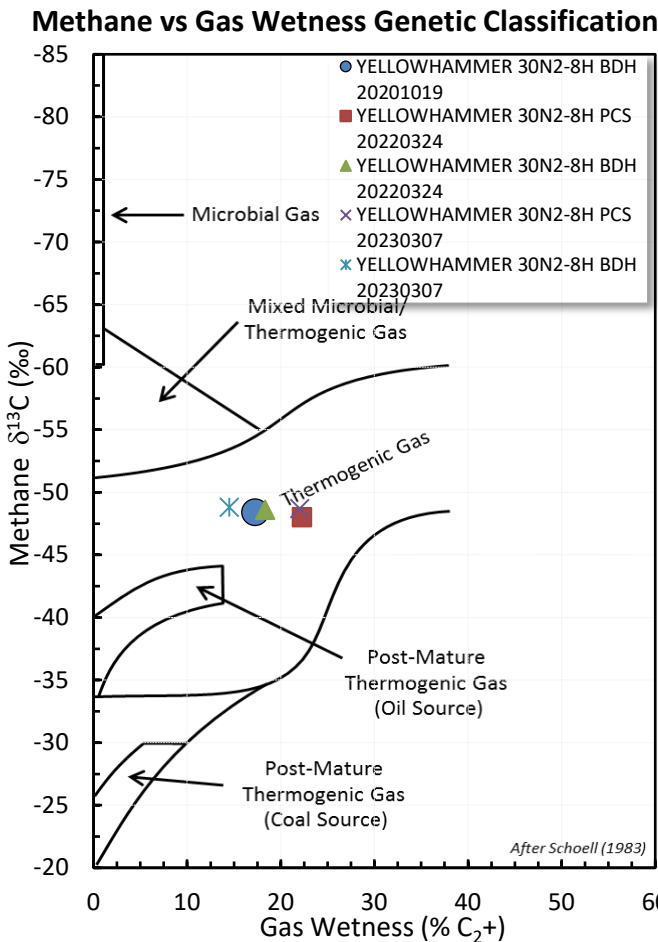 Methane vs Gas Wetness Genetic Classification
YELLOWHAMMER 30N2-8H BDH
20201019
YELLOWHAMMER 30N2-8H PCS
20220324
YELLOWHAMMER 30N2-8H BDH
20220324
YELLOWHAMMER 30N2-8H PCS
20230307
YELLOWHAMMER 30N2-8H BDH
20230307
-85
-80
-75
-70
-65
-60
-55
-50
-45
-40
-35
-30
-25
-20
Methane δ13C (‰)
Microbial Gas
Mixed Microbial/
Thermogenic Gas
Thermogenic Gas
Post-Mature
Thermogenic Gas
(Oil Source)
Post-Mature
Thermogenic Gas
(Coal Source)
After Schoell (1983)
0 10 20 30 40 50
Gas Wetness (% C2+)